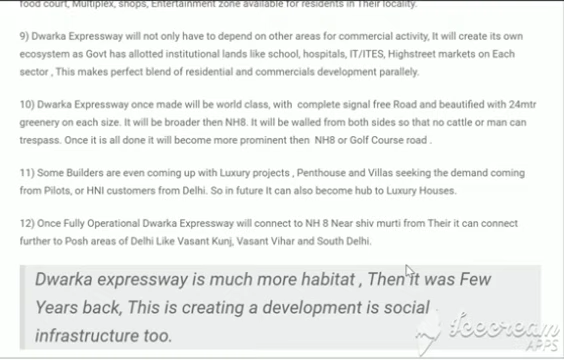 food court, Multiplex, shops, Entertainment zone available for residents in Their locality.
9) Dwarka Expressway will not only have to depend on other areas for commercial activity, It will create its own
ecosystem as Govt has allotted institutional lands like school, hospitals, IT/ITES, Highstreet markets on Each
sector , This makes perfect blend of residential and commercials development parallely.
10) Dwarka Expressway once made will be world class, with complete signal free Road and beautified with 24mtr
greenery on each size. It will be broader then NH8. It will be walled from both sides so that no cattle or man can
trespass. Once it is all done it will become more prominent then NH8 or Golf Course road .
11) Some Builders are even coming up with Luxury projects , Penthouse and Villas seeking the demand coming
from Pilots, or HNI customers from Delhi. So in future It can also become hub to Luxury Houses.
12) Once Fully Operational Dwarka Expressway will connect to NH 8 Near shiv murti from Their it can connect
further to Posh areas of Delhi Like Vasant Kunj, Vasant Vihar and South Delhi.
Dwarka expressway is much more habitat , Then it was Few
Years back, This is creating a development is social
infrastructure too.
Icecream
APPS